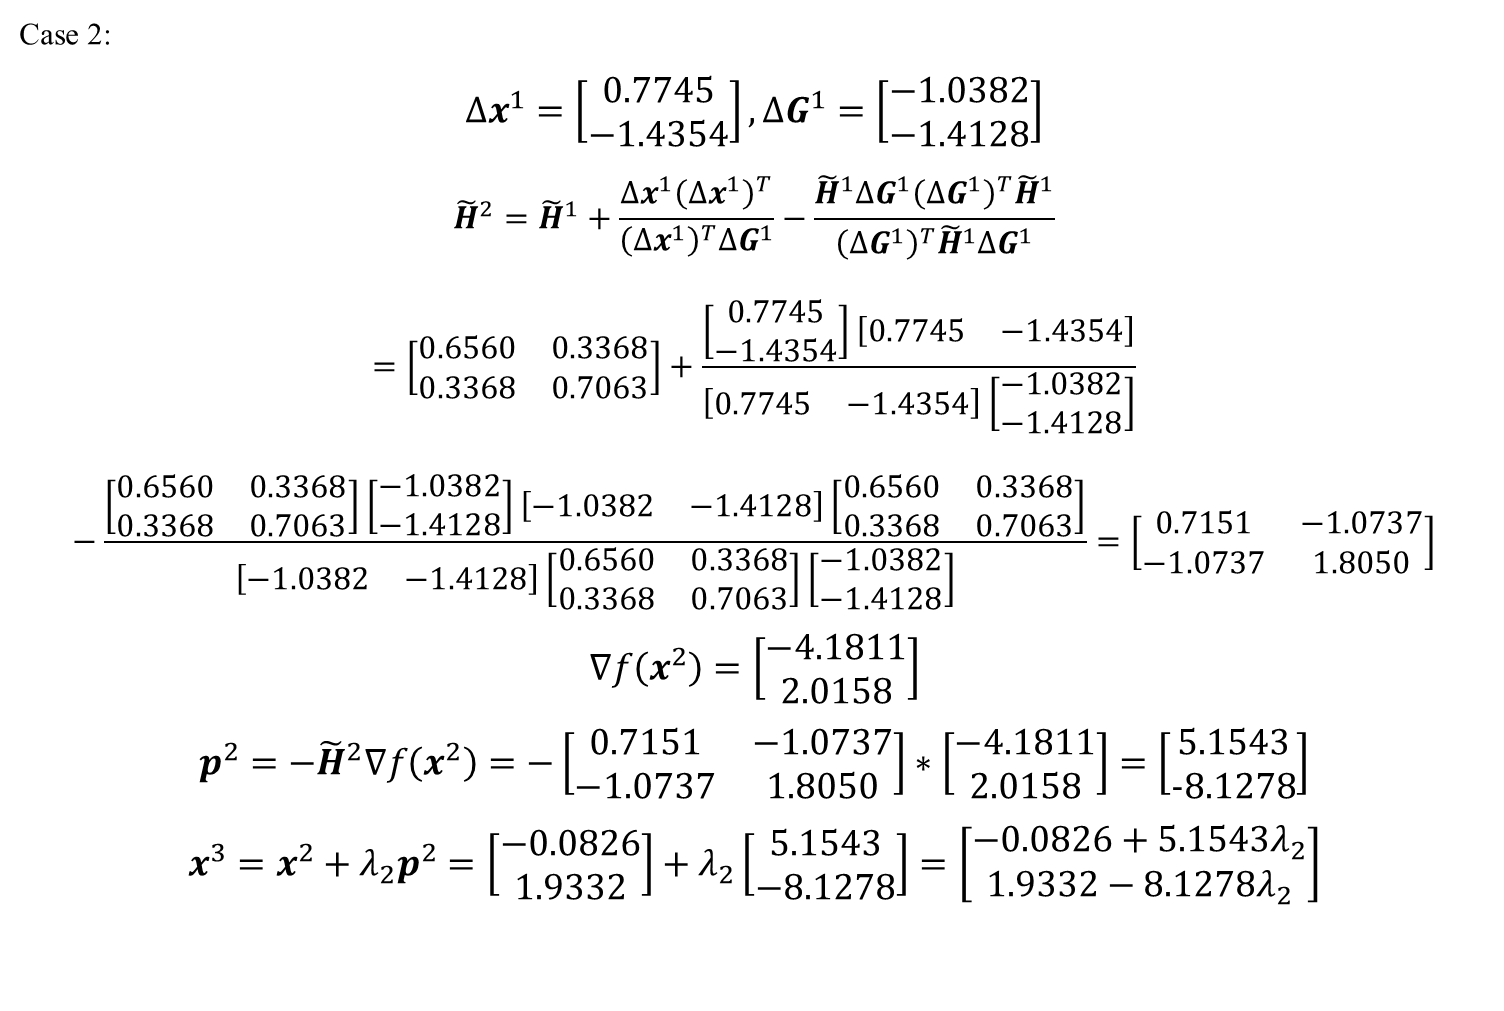 Case 2:
Δ𝒙¹ = [0.7745; −1.4354], Δ𝑮¹ = [−1.0382; −1.4128]
𝑯̃² = 𝑯̃¹ + Δ𝒙¹(Δ𝒙¹)ᵀ / (Δ𝒙¹)ᵀΔ𝑮¹ − 𝑯̃¹Δ𝑮¹(Δ𝑮¹)ᵀ𝑯̃¹ / (Δ𝑮¹)ᵀ𝑯̃¹Δ𝑮¹
= [0.6560 0.3368; 0.3368 0.7063] + [0.7745; −1.4354] [0.7745 −1.4354] / [0.7745 −1.4354] [−1.0382; −1.4128]
− [0.6560 0.3368; 0.3368 0.7063] [−1.0382; −1.4128] [−1.0382 −1.4128] [0.6560 0.3368; 0.3368 0.7063] / [−1.0382 −1.4128] [0.6560 0.3368; 0.3368 0.7063] [−1.0382; −1.4128] = [0.7151 −1.0737; −1.0737 1.8050]
∇𝑓(𝒙²) = [−4.1811; 2.0158]
𝒑² = −𝑯̃²∇𝑓(𝒙²) = − [0.7151 −1.0737; −1.0737 1.8050] ∗ [−4.1811; 2.0158] = [5.1543; -8.1278]
𝒙³ = 𝒙² + 𝜆₂𝒑² = [−0.0826; 1.9332] + 𝜆₂ [5.1543; −8.1278] = [−0.0826 + 5.1543𝜆₂; 1.9332 − 8.1278𝜆₂]